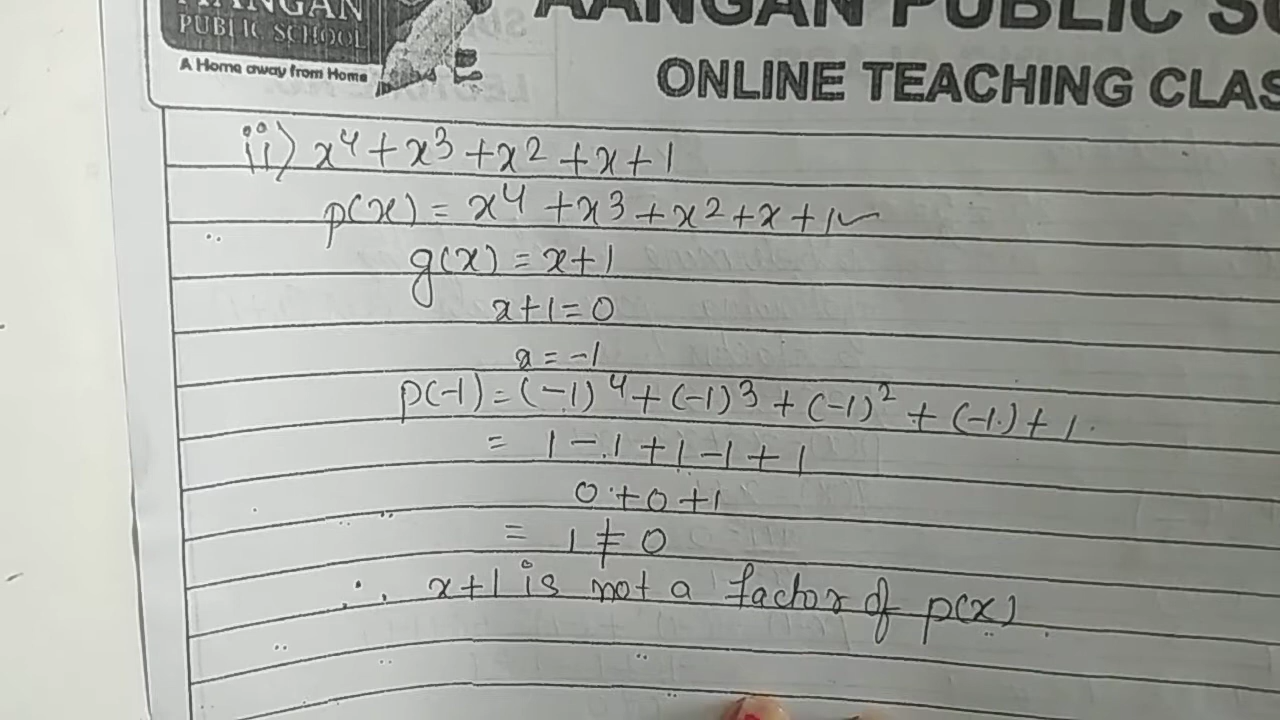 AANGAN PUBLIC
PUBLIC SCHOOL
A Home away from Home
ONLINE TEACHING CLAS
ii) x⁴ + x³ + x² + x + 1
p(x) = x⁴ + x³ + x² + x + 1
g(x) = x + 1
x + 1 = 0
x = -1
p(-1) = (-1)⁴ + (-1)³ + (-1)² + (-1) + 1
= 1 - 1 + 1 - 1 + 1
0 + 0 + 1
= 1 ≠ 0
∴ x + 1 is not a factor of p(x)